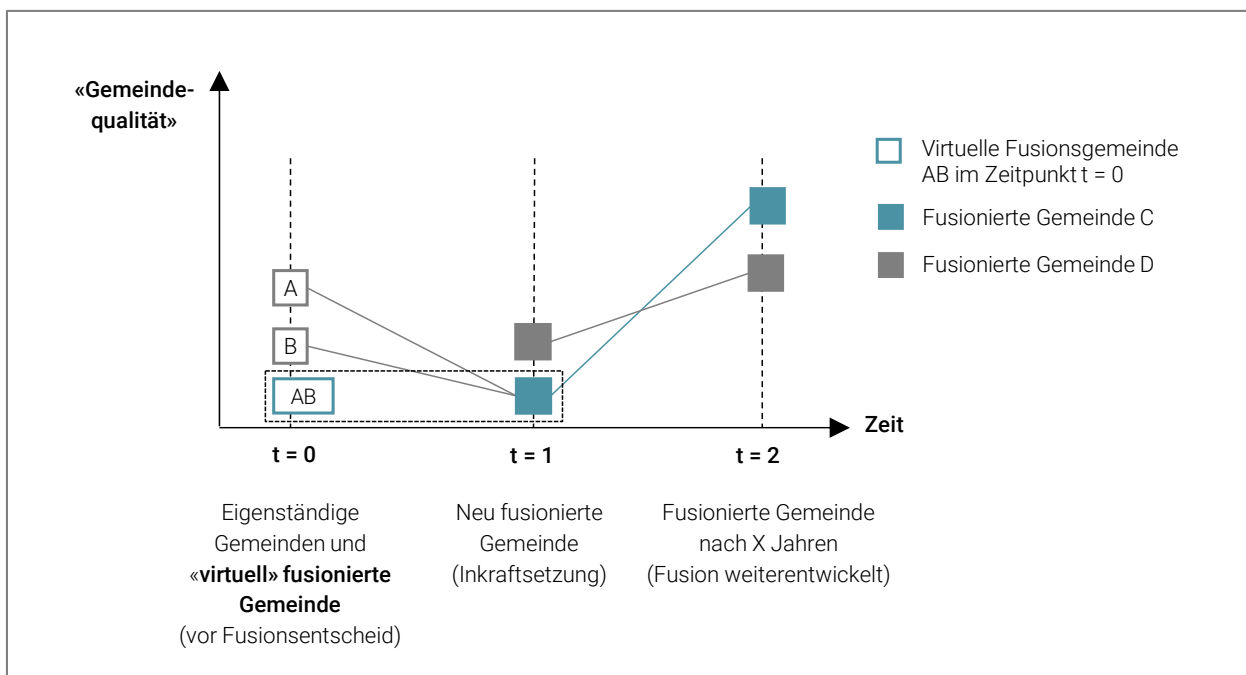 «Gemeinde-
qualität»
Virtuelle Fusionsgemeinde
AB im Zeitpunkt t = 0
Fusionierte Gemeinde C
Fusionierte Gemeinde D
A
B
AB
Zeit
t = 0
t = 1
t = 2
Eigenständige
Gemeinden und
«virtuell» fusionierte
Gemeinde
(vor Fusionsentscheid)
Neu fusionierte
Gemeinde
(Inkraftsetzung)
Fusionierte Gemeinde
nach X Jahren
(Fusion weiterentwickelt)